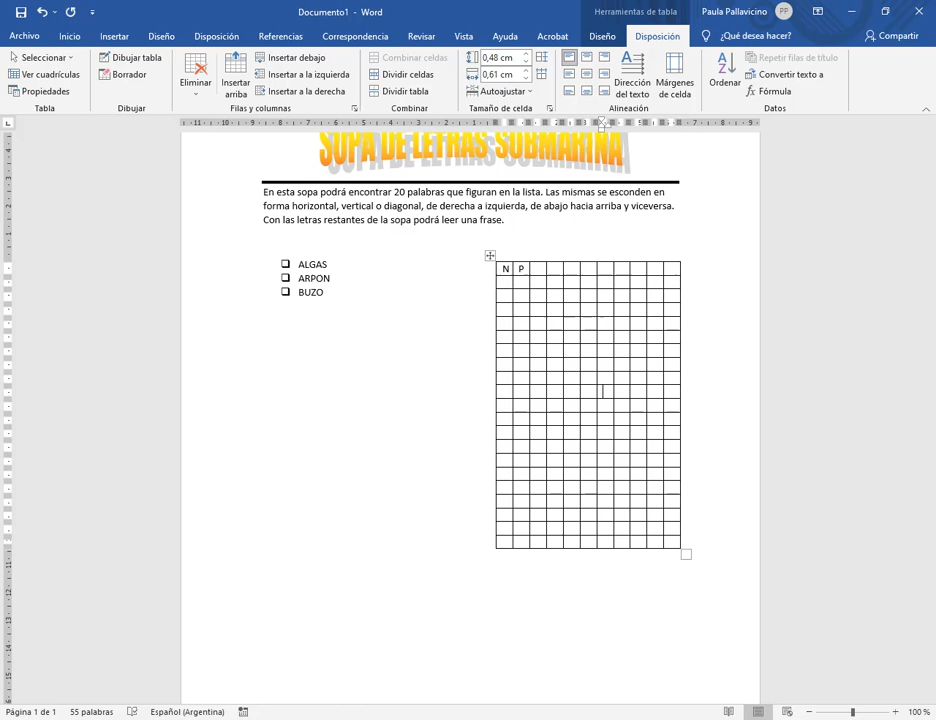 Documento1 - Word
Herramientas de tabla
Paula Pallavicino
PP
Archivo Inicio Insertar Diseño Disposición Referencias Correspondencia Revisar Vista Ayuda Acrobat Diseño Disposición ¿Qué desea hacer? Compartir
Seleccionar
Ver cuadrículas
Propiedades
Tabla
Dibujar tabla
Borrador
Dibujar
Eliminar
Insertar arriba
Insertar debajo
Insertar a la izquierda
Insertar a la derecha
Filas y columnas
Combinar celdas
Dividir celdas
Dividir tabla
Combinar
0,48 cm
0,61 cm
Autoajustar
Tamaño de celda
Dirección del texto
Márgenes de celda
Alineación
Ordenar
Repetir filas de título
Convertir texto a
Fórmula
Datos
SOPA DE LETRAS SUBMARINA
En esta sopa podrá encontrar 20 palabras que figuran en la lista. Las mismas se esconden en
forma horizontal, vertical o diagonal, de derecha a izquierda, de abajo hacia arriba y viceversa.
Con las letras restantes de la sopa podrá leer una frase.
ALGAS
ARPON
BUZO
N P
Página 1 de 1 55 palabras Español (Argentina) 100 %